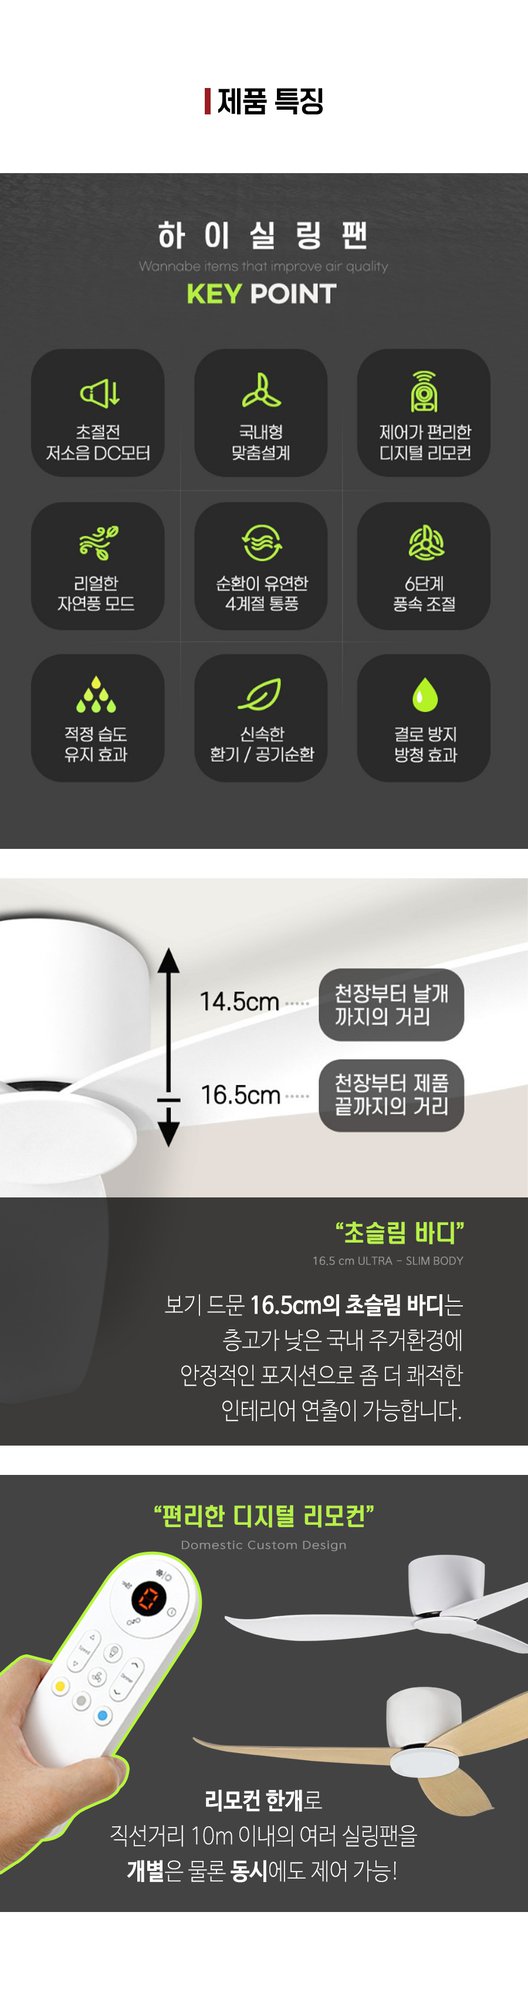 제품 특징
하이실링팬
Wannabe items that improve air quality
KEY POINT
초절전
저소음 DC모터
국내형
맞춤설계
제어가 편리한
디지털 리모컨
리얼한
자연풍 모드
순환이 유연한
4계절 통풍
6단계
풍속 조절
적정 습도
유지 효과
신속한
환기 / 공기순환
결로 방지
방청 효과
14.5cm
천장부터 날개
까지의 거리
16.5cm
천장부터 제품
끝까지의 거리
“초슬림 바디”
16.5 cm ULTRA - SLIM BODY
보기 드문 16.5cm의 초슬림 바디는
층고가 낮은 국내 주거환경에
안정적인 포지션으로 좀 더 쾌적한
인테리어 연출이 가능합니다.
“편리한 디지털 리모컨”
Domestic Custom Design
Speed
Dimmer
리모컨 한개로
직선거리 10m 이내의 여러 실링팬을
개별은 물론 동시에도 제어 가능!